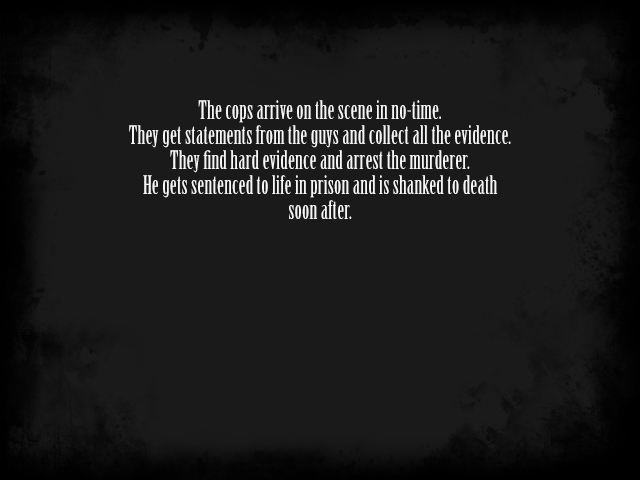 The cops arrive on the scene in no-time.
They get statements from the guys and collect all the evidence.
They find hard evidence and arrest the murderer.
He gets sentenced to life in prison and is shanked to death
soon after.